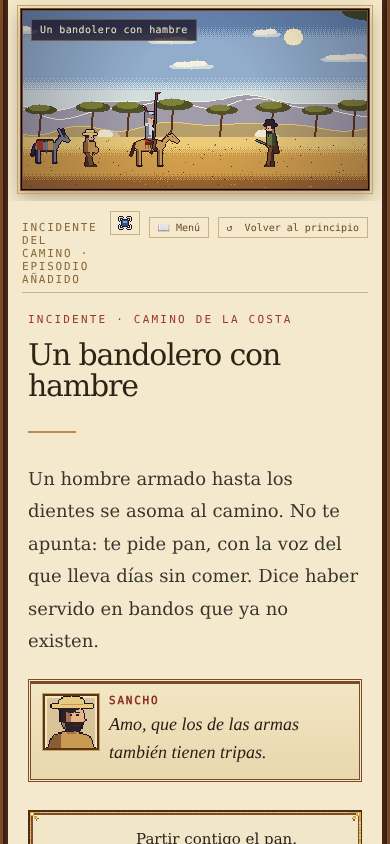 Un bandolero con hambre
INCIDENTE
DEL
CAMINO ·
EPISODIO
AÑADIDO
📖 Menú
↺ Volver al principio
INCIDENTE · CAMINO DE LA COSTA
Un bandolero con
hambre
Un hombre armado hasta los
dientes se asoma al camino. No te
apunta: te pide pan, con la voz del
que lleva días sin comer. Dice haber
servido en bandos que ya no
existen.
SANCHO
Amo, que los de las armas
también tienen tripas.
Partir contigo el pan.